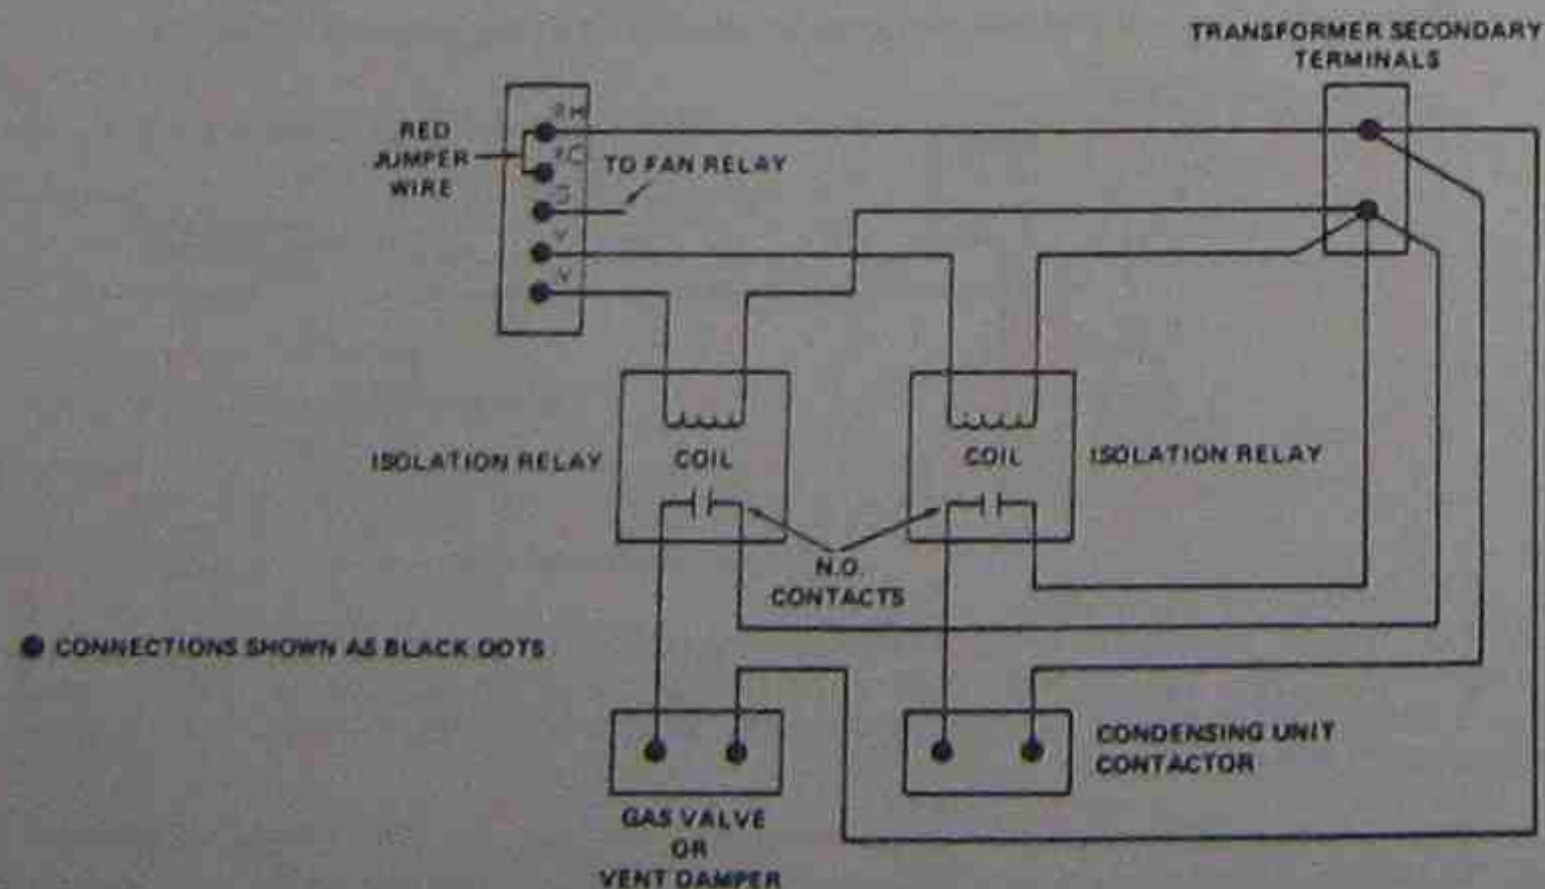 TRANSFORMER SECONDARY
TERMINALS
RH
RED
JUMPER
WIRE
TO FAN RELAY
Y
ISOLATION RELAY
COIL
COIL
ISOLATION RELAY
N.O.
CONTACTS
CONNECTIONS SHOWN AS BLACK DOTS
CONDENSING UNIT
CONTACTOR
GAS VALVE
OR
VENT DAMPER